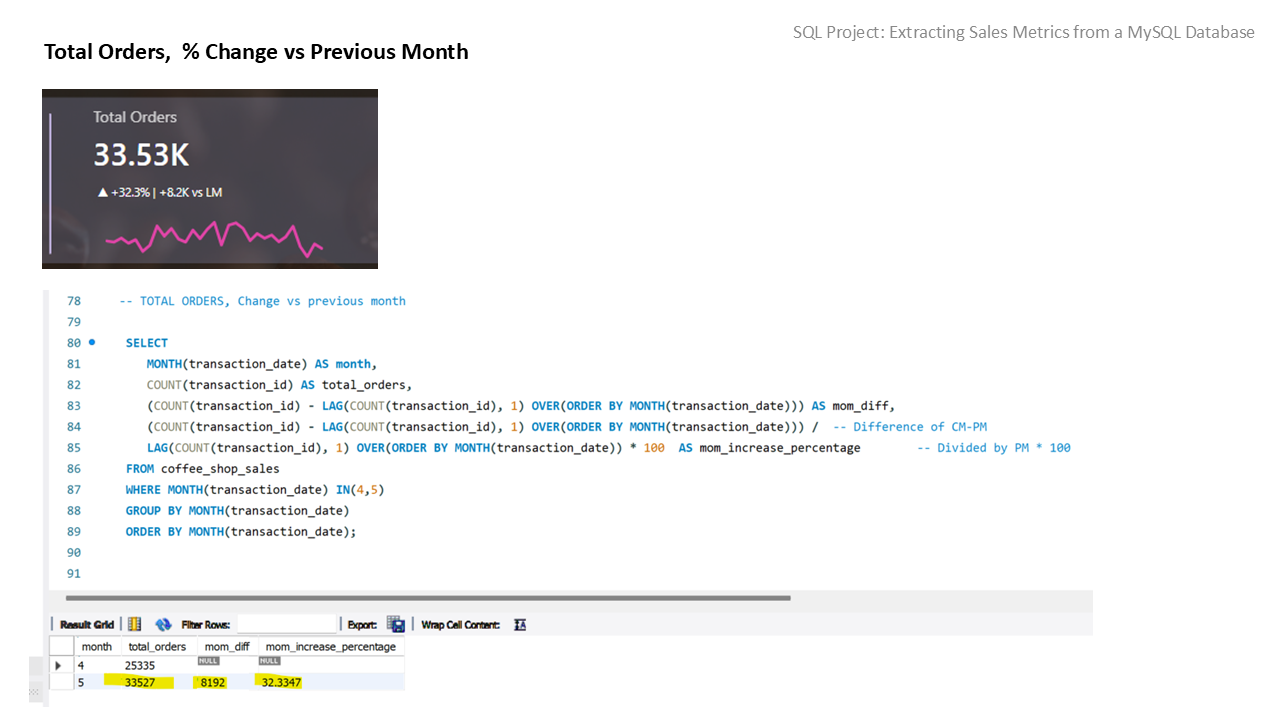 SQL Project: Extracting Sales Metrics from a MySQL Database
Total Orders,  % Change vs Previous Month
Total Orders
33.53K
▲ +32.3% | +8.2K vs LM
78 -- TOTAL ORDERS, Change vs previous month
79
80 SELECT
81 MONTH(transaction_date) AS month,
82 COUNT(transaction_id) AS total_orders,
83 (COUNT(transaction_id) - LAG(COUNT(transaction_id), 1) OVER(ORDER BY MONTH(transaction_date))) AS mom_diff,
84 (COUNT(transaction_id) - LAG(COUNT(transaction_id), 1) OVER(ORDER BY MONTH(transaction_date))) / -- Difference of CM-PM
85 LAG(COUNT(transaction_id), 1) OVER(ORDER BY MONTH(transaction_date)) * 100 AS mom_increase_percentage -- Divided by PM * 100
86 FROM coffee_shop_sales
87 WHERE MONTH(transaction_date) IN(4,5)
88 GROUP BY MONTH(transaction_date)
89 ORDER BY MONTH(transaction_date);
90
91
Result Grid | Filter Rows: | Export: | Wrap Cell Content: IA
month total_orders mom_diff mom_increase_percentage
4 25335 NULL NULL
5 33527 8192 32.3347